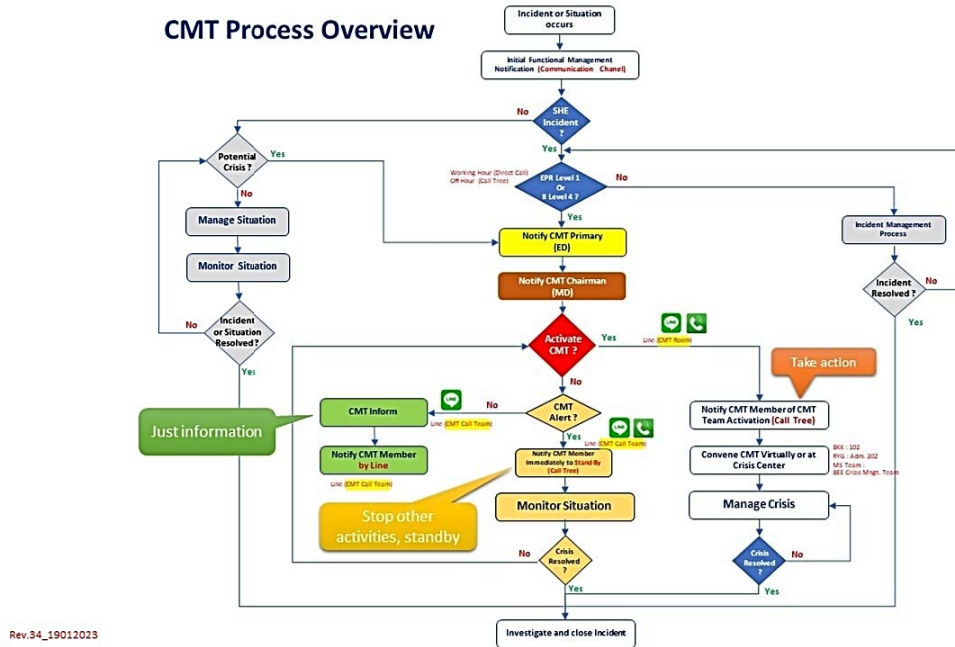 CMT Process Overview
Incident or Situation
occurs
Initial Functional Management
Notification (Communication Chanel)
No
SHE
Incident
?
Yes
Potential
Crisis ?
Yes
No
Working Hour (Direct Call)
Off Hour (Call Tree)
EPR Level 1
Or
B Level 4 ?
No
Yes
Manage Situation
Notify CMT Primary
(ED)
Incident Management
Process
Monitor Situation
Notify CMT Chairman
(MD)
Incident
Resolved ?
No
Yes
Incident
or Situation
Resolved?
No
Yes
Activate
CMT ?
Yes
LINE
Line (CMT Room)
No
Take action
Just information
CMT Inform
LINE
Line (CMT Call Team)
No
CMT
Alert ?
Yes
LINE
Line (CMT Call Team)
Notify CMT Member of CMT
Team Activation (Call Tree)
Notify CMT Member
by Line
Line (CMT Call Team)
Notify CMT Member
Immediately to Stand-By
(Call Tree)
Convene CMT Virtually or at
Crisis Center
BKK : 102
RYG : Adm. 202
MS Team :
BEE Crisis Mngt. Team
Stop other
activities, standby
Monitor Situation
Manage Crisis
No
Crisis
Resolved
?
Yes
Crisis
Resolved
?
No
Yes
Investigate and close Incident
Rev.34_19012023